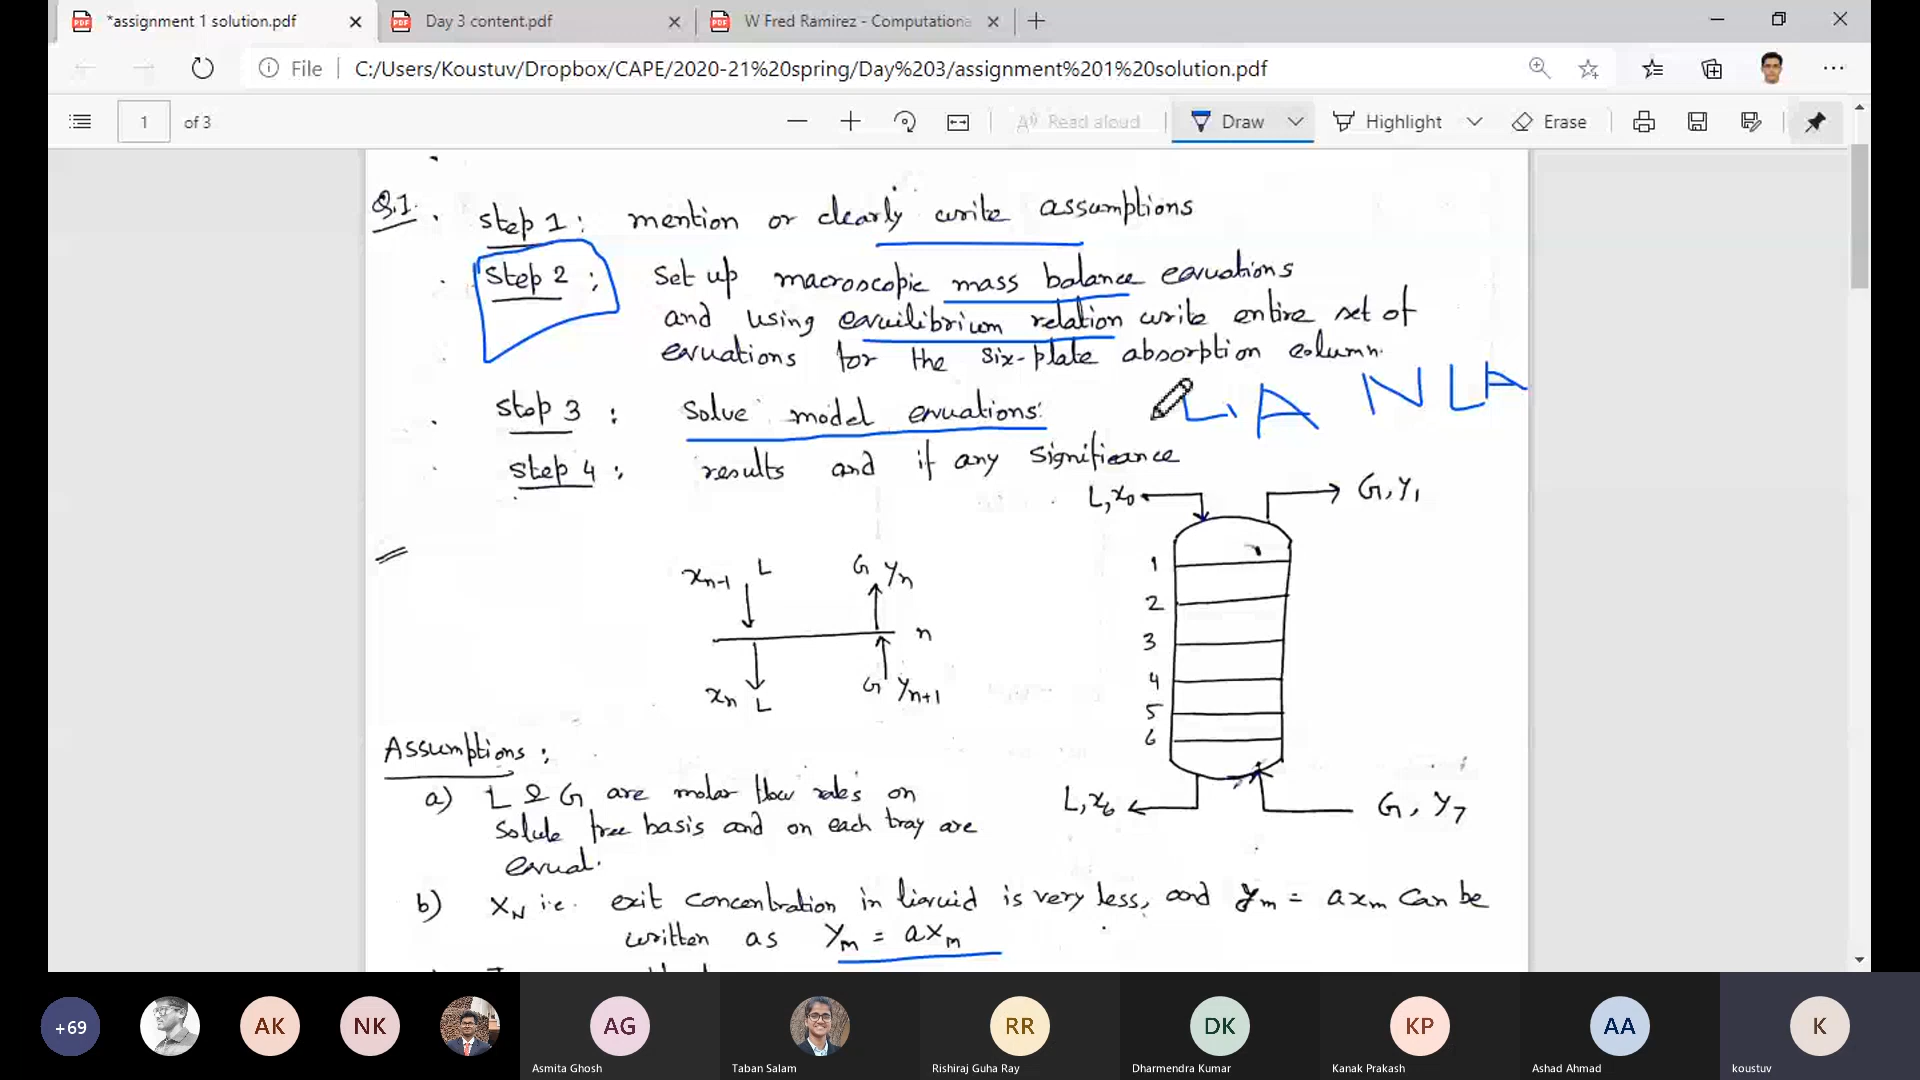 *assignment 1 solution.pdf
Day 3 content.pdf
W Fred Ramirez - Computationa
File C:/Users/Koustuv/Dropbox/CAPE/2020-21%20spring/Day%203/assignment%201%20solution.pdf
1 of 3
Read aloud
Draw
Highlight
Erase
Q.1. Step 1: mention or clearly write assumptions
Step 2: Set up macroscopic mass balance equations
and using equilibrium relation write entire set of
equations for the six-plate absorption column.
Step 3: Solve model equations:
LA NLA
Step 4: results and if any significance
L, x0
G, Y1
xn-1 L G Yn
n
xn L G Yn+1
1
2
3
4
5
6
L, x6
G, Y7
Assumptions:
a) L & G are molar flow rates on
solute free basis and on each tray are
equal.
b) XN i.e. exit concentration in liquid is very less, and ym = axm can be
written as Ym = aXm
+69
AK
NK
AG
Asmita Ghosh
Taban Salam
RR
Rishiraj Guha Ray
DK
Dharmendra Kumar
KP
Kanak Prakash
AA
Ashad Ahmad
K
koustuv